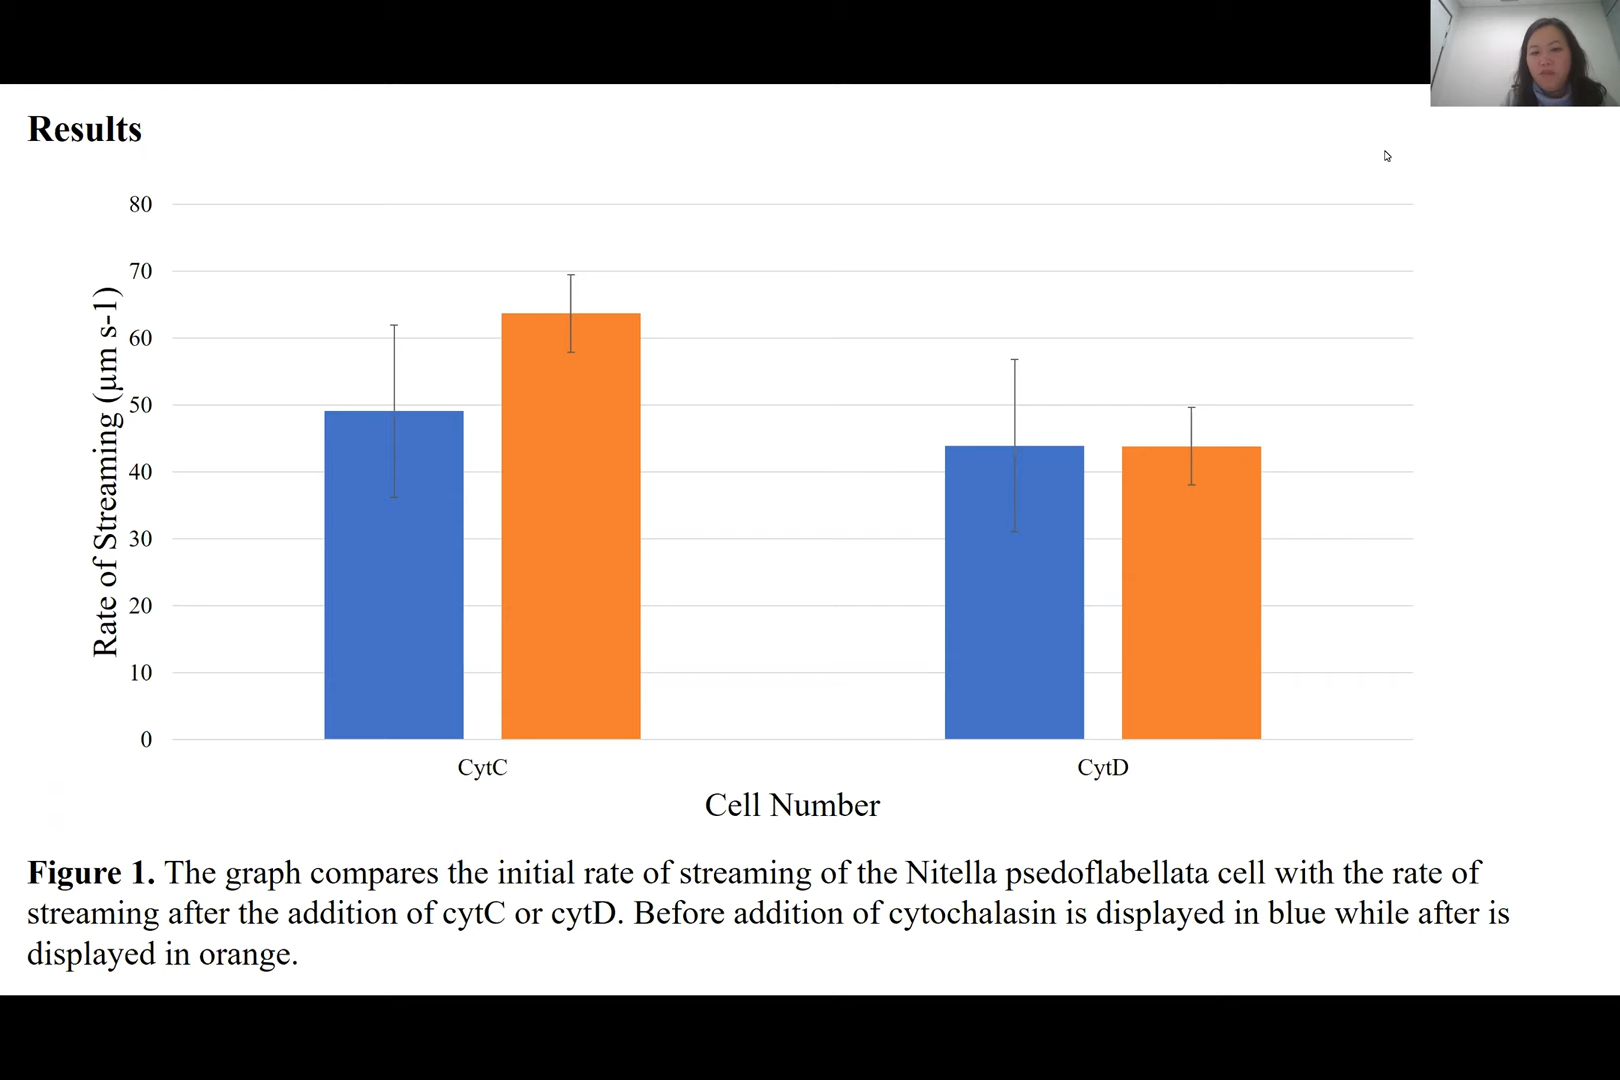 Results
80
70
60
50
40
30
20
10
0
Rate of Streaming (µm s-1)
CytC
CytD
Cell Number
Figure 1. The graph compares the initial rate of streaming of the Nitella psedoflabellata cell with the rate of
streaming after the addition of cytC or cytD. Before addition of cytochalasin is displayed in blue while after is
displayed in orange.